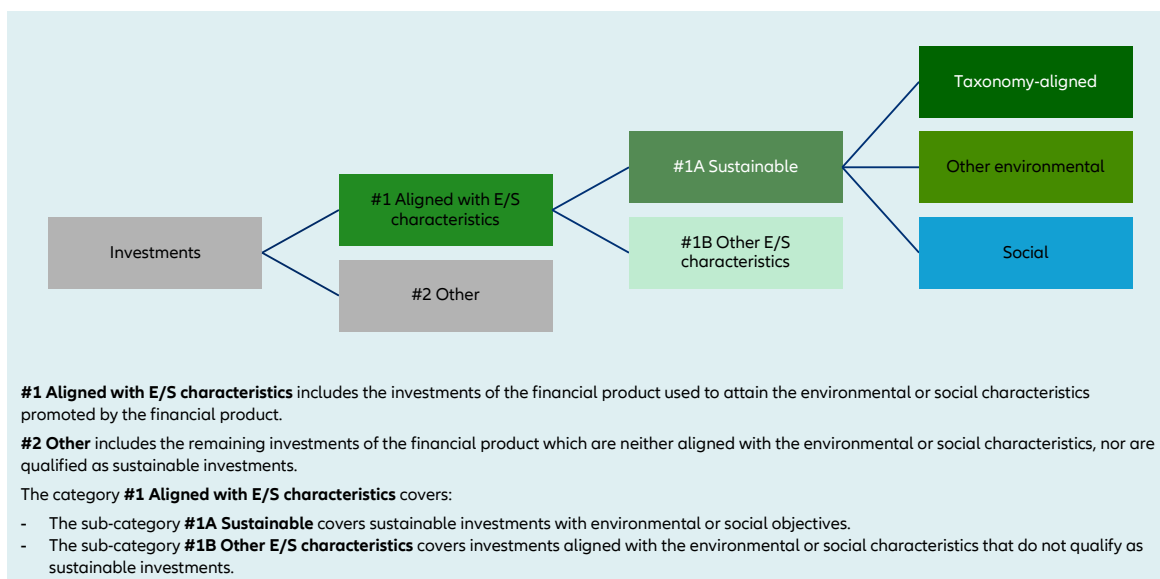 Taxonomy-aligned
#1A Sustainable
Other environmental
#1 Aligned with E/S
characteristics
#1B Other E/S
characteristics
Investments
Social
#2 Other
#1 Aligned with E/S characteristics includes the investments of the financial product used to attain the environmental or social characteristics
promoted by the financial product.
#2 Other includes the remaining investments of the financial product which are neither aligned with the environmental or social characteristics, nor are
qualified as sustainable investments.
The category #1 Aligned with E/S characteristics covers:
- The sub-category #1A Sustainable covers sustainable investments with environmental or social objectives.
- The sub-category #1B Other E/S characteristics covers investments aligned with the environmental or social characteristics that do not qualify as
sustainable investments.